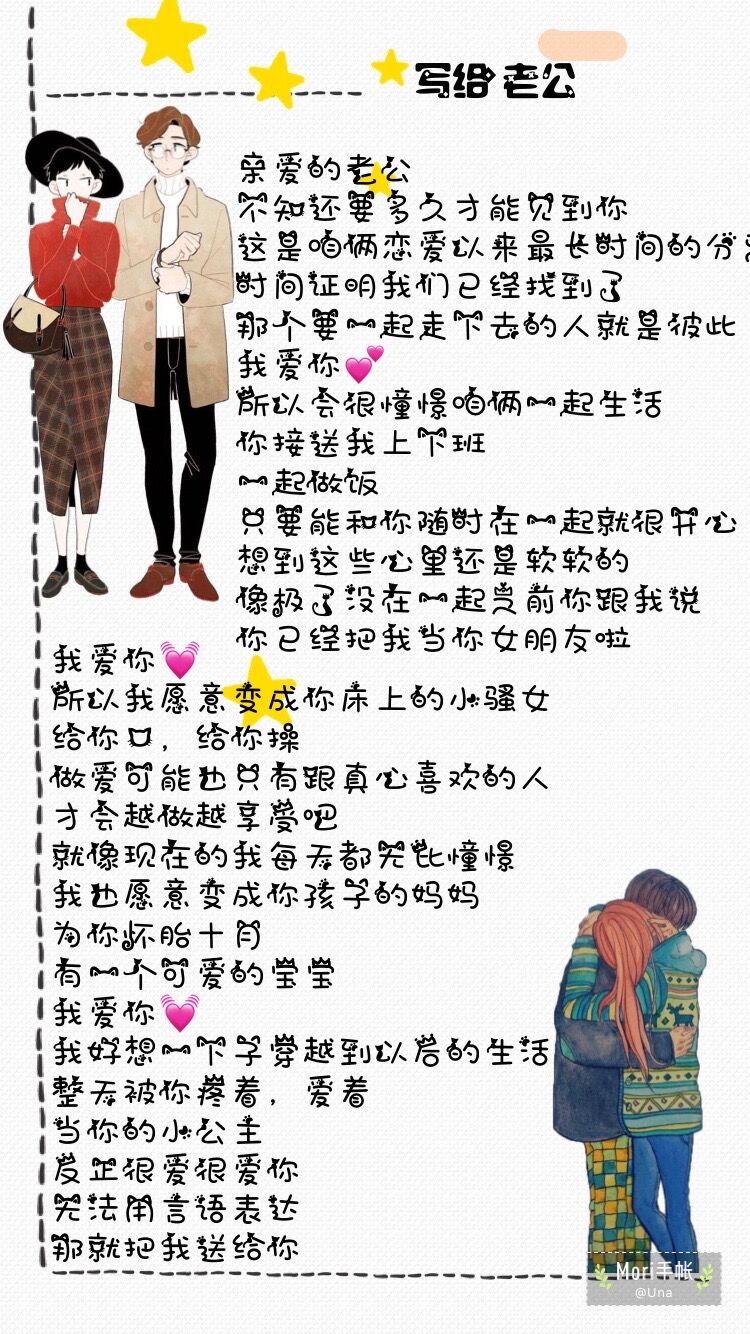 写给老公
亲爱的老公
不知还要多久才能见到你
这是咱俩恋爱以来最长时间的分
时间证明我们已经找到了
那个要一起走下去的人就是彼此
我爱你💕
所以会很憧憬咱俩一起生活
你接送我上下班
一起做饭
只要能和你随时在一起就很开心
想到这些心里还是软软的
像极了没在一起之前你跟我说
你已经把我当你女朋友啦
我爱你💓
所以我愿意变成你床上的小骚女
给你口，给你操
做爱可能也只有跟真心喜欢的人
才会越做越享受吧
就像现在的我每天都无比憧憬
我也愿意变成你孩子的妈妈
为你怀胎十月
有一个可爱的宝宝
我爱你💓
我好想一下子穿越到以后的生活
整天被你疼着，爱着
当你的小公主
反正很爱很爱你
无法用言语表达
那就把我送给你
Mori手帐
@Una